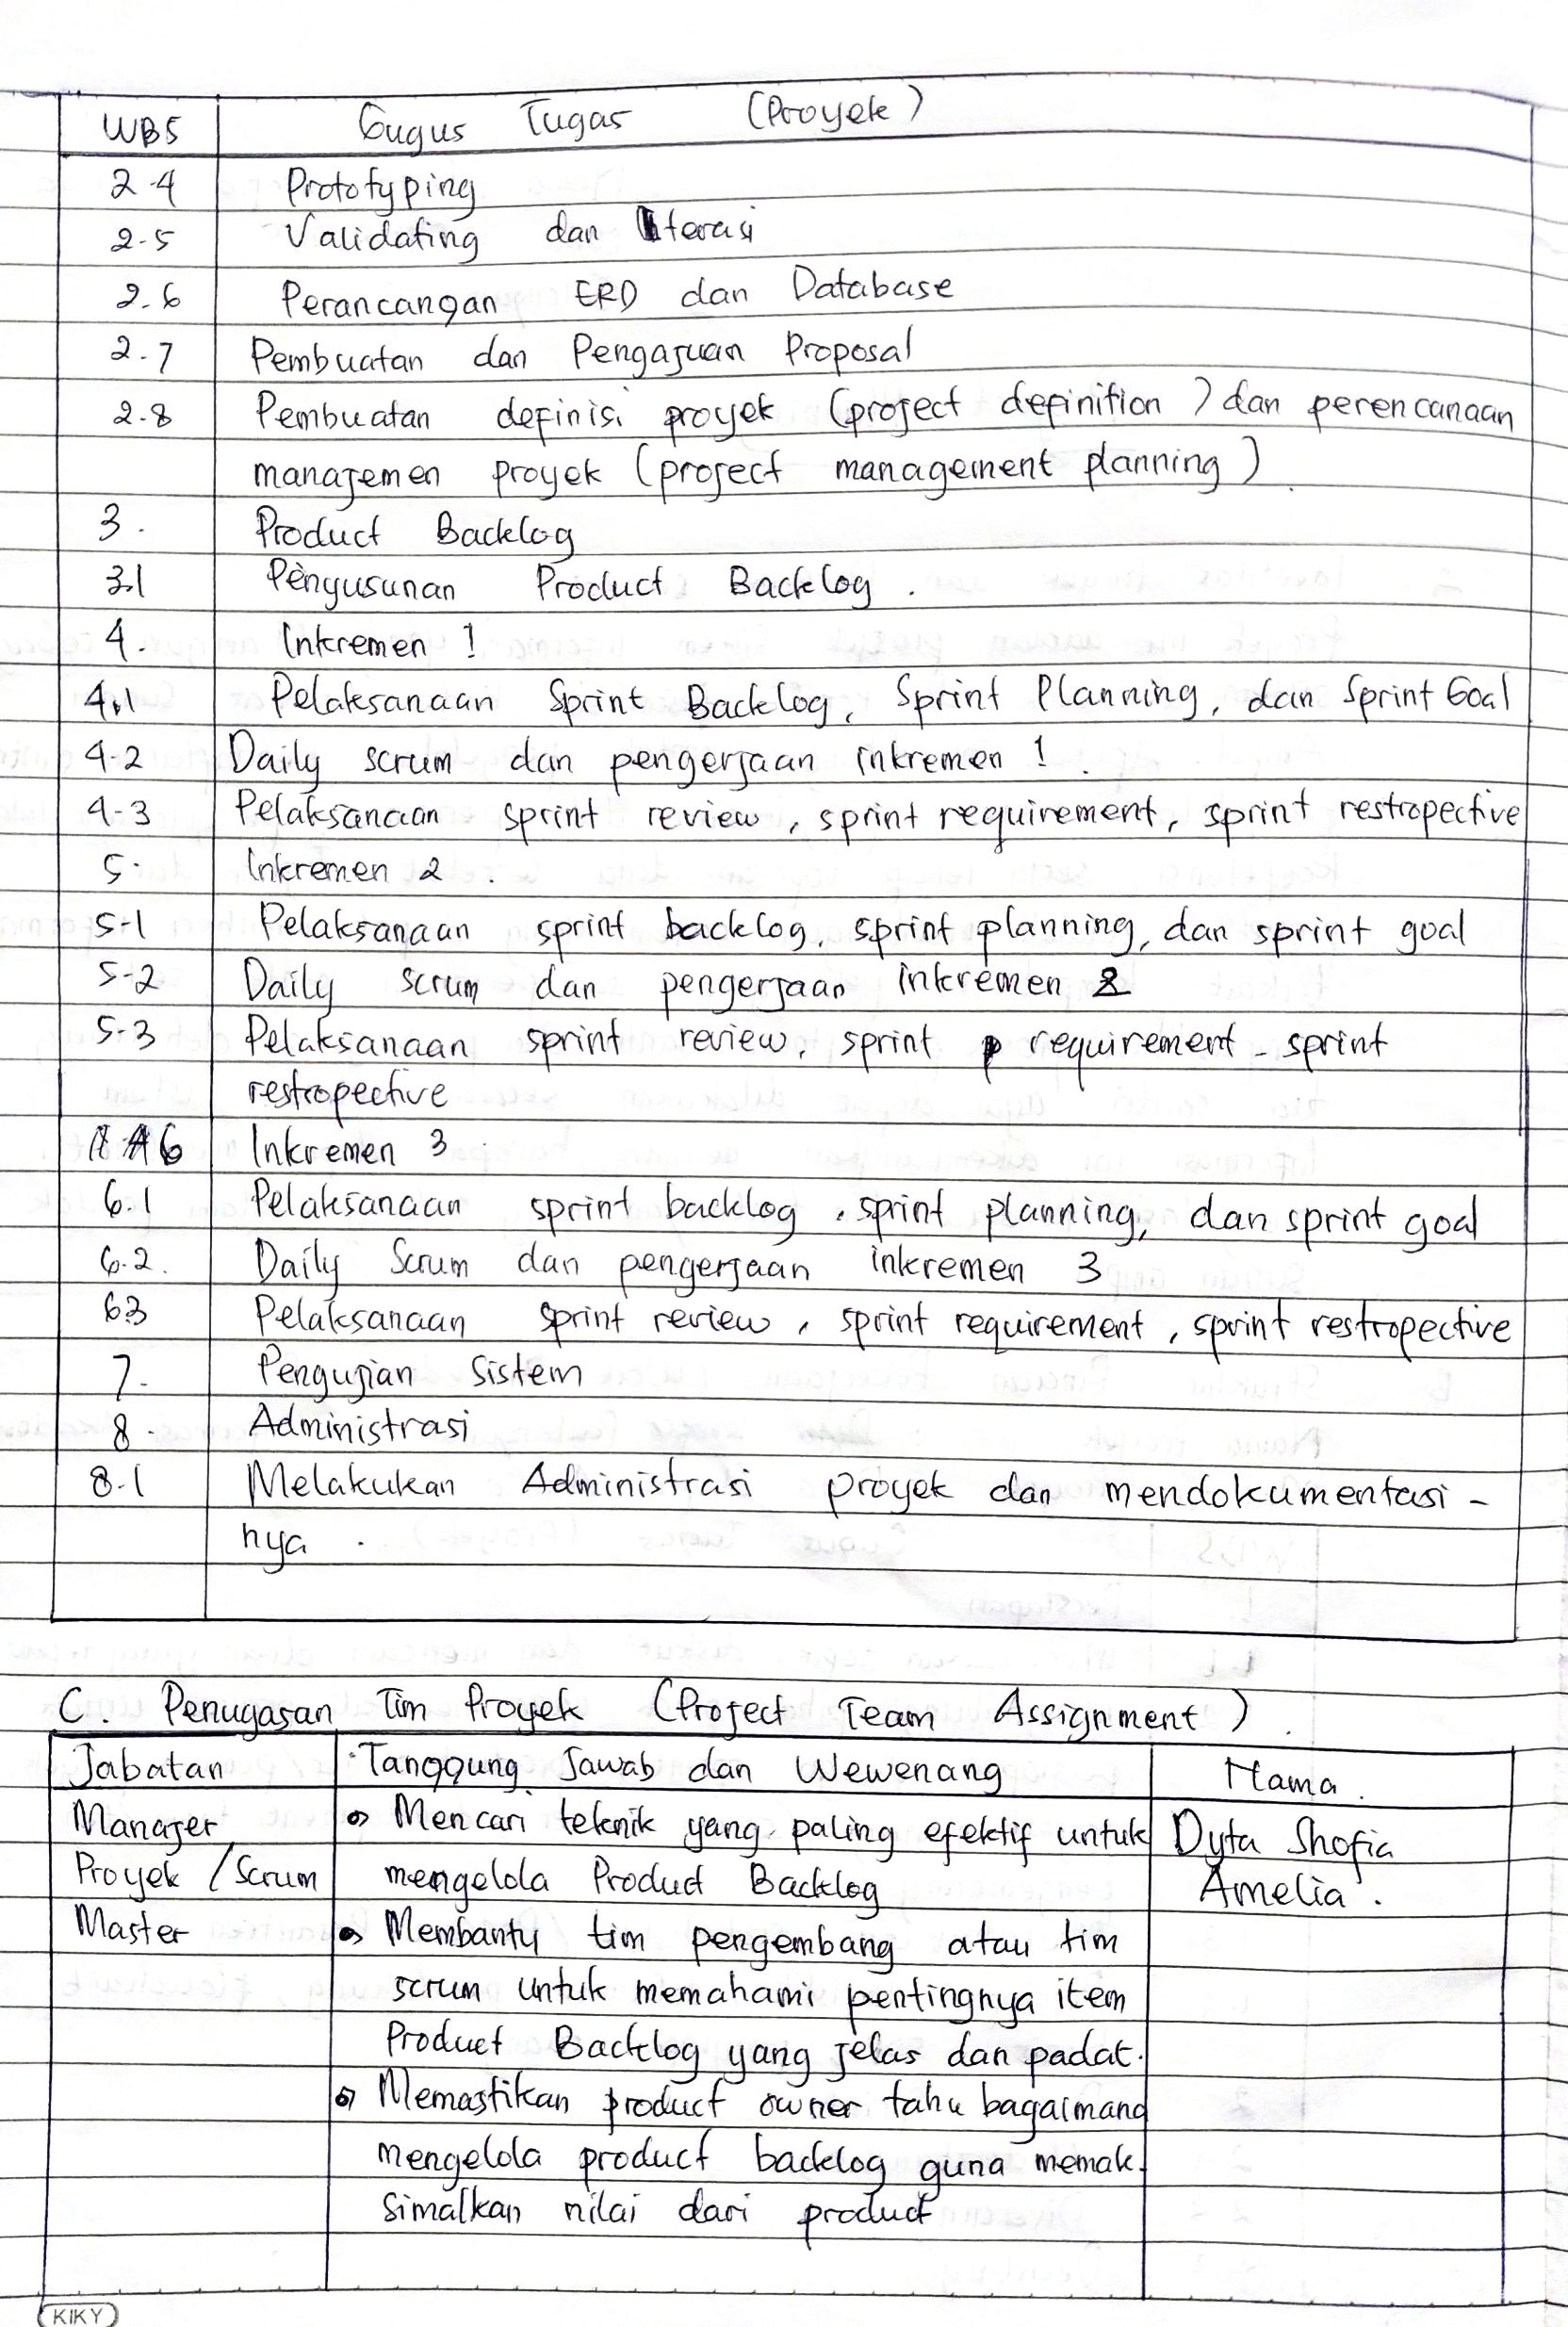 WBS Gugus Tugas (Proyek)
2.4 Prototyping
2.5 Validating dan Iterasi
2.6 Perancangan ERD dan Database
2.7 Pembuatan dan Pengajuan Proposal
2.8 Pembuatan definisi proyek (project definition) dan perencanaan
manajemen proyek (project management planning).
3. Product Backlog
3.1 Penyusunan Product Backlog.
4. Inkremen 1
4.1 Pelaksanaan Sprint Backlog, Sprint Planning, dan Sprint Goal
4.2 Daily scrum dan pengerjaan inkremen 1.
4.3 Pelaksanaan sprint review, sprint requirement, sprint restropective
5. Inkremen 2.
5.1 Pelaksanaan sprint backlog, sprint planning, dan sprint goal
5.2 Daily scrum dan pengerjaan inkremen 2
5.3 Pelaksanaan sprint review, sprint requirement - sprint
restropective
6 Inkremen 3
6.1 Pelaksanaan sprint backlog, sprint planning, dan sprint goal
6.2. Daily Scrum dan pengerjaan inkremen 3
6.3 Pelaksanaan sprint review, sprint requirement, sprint restropective
7. Pengujian Sistem
8. Administrasi
8.1 Melakukan Administrasi proyek dan mendokumentasi-
nya.
C. Penugasan Tim Proyek (Project Team Assignment).
Jabatan Tanggung Jawab dan Wewenang Nama.
Manajer Mencari teknik yang paling efektif untuk Dyta Shofia
Proyek / Scrum mengelola Product Backlog Amelia.
Master Membantu tim pengembang atau tim
scrum untuk memahami pentingnya item
Product Backlog yang jelas dan padat.
Memastikan product owner tahu bagaimana
mengelola product backlog guna memak-
simalkan nilai dari product
KIKY